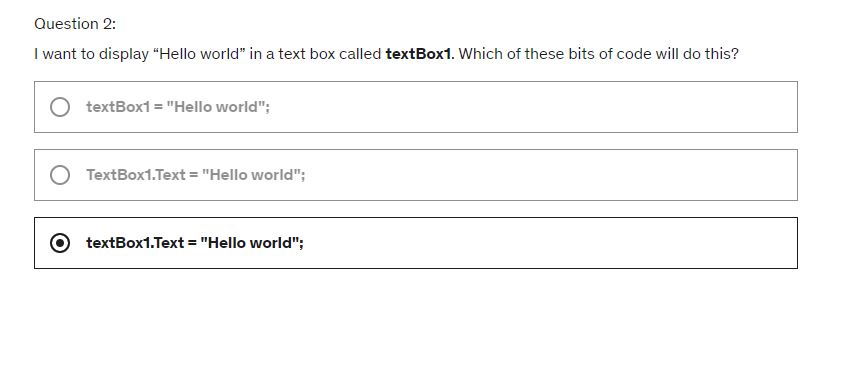 Question 2:
I want to display “Hello world” in a text box called textBox1. Which of these bits of code will do this?
textBox1 = "Hello world";
TextBox1.Text = "Hello world";
textBox1.Text = "Hello world";